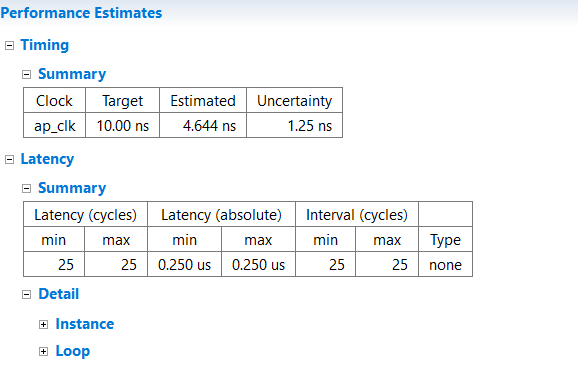 Performance Estimates
Timing
Summary
Clock Target Estimated Uncertainty
ap_clk 10.00 ns 4.644 ns 1.25 ns
Latency
Summary
Latency (cycles) Latency (absolute) Interval (cycles)
min max min max min max Type
25 25 0.250 us 0.250 us 25 25 none
Detail
Instance
Loop